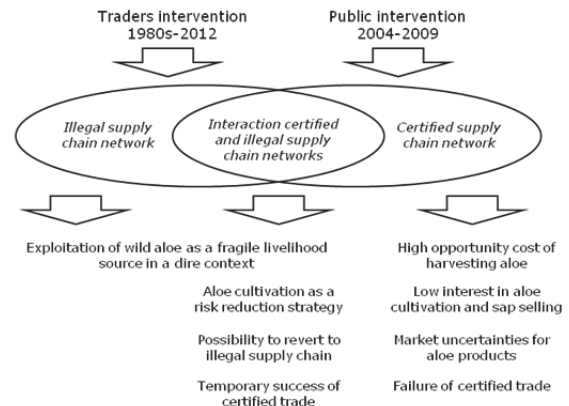 Traders intervention
1980s-2012
Public intervention
2004-2009
Illegal supply
chain network
Interaction certified
and illegal supply
chain networks
Certified supply
chain network
Exploitation of wild aloe as a fragile livelihood
source in a dire context
High opportunity cost of
harvesting aloe
Aloe cultivation as a
risk reduction strategy
Low interest in aloe
cultivation and sap selling
Possibility to revert to
illegal supply chain
Market uncertainties for
aloe products
Temporary success of
certified trade
Failure of certified trade